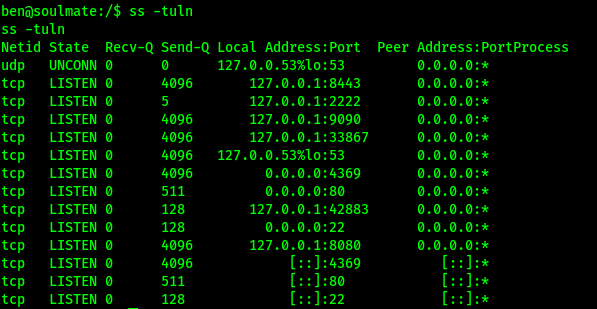 ben@soulmate:/$ ss -tuln
ss -tuln
Netid State  Recv-Q Send-Q Local Address:Port  Peer Address:PortProcess
udp   UNCONN 0      0      127.0.0.53%lo:53         0.0.0.0:*
tcp   LISTEN 0      4096       127.0.0.1:8443       0.0.0.0:*
tcp   LISTEN 0      5          127.0.0.1:2222       0.0.0.0:*
tcp   LISTEN 0      4096       127.0.0.1:9090       0.0.0.0:*
tcp   LISTEN 0      4096       127.0.0.1:33867      0.0.0.0:*
tcp   LISTEN 0      4096   127.0.0.53%lo:53         0.0.0.0:*
tcp   LISTEN 0      4096         0.0.0.0:4369       0.0.0.0:*
tcp   LISTEN 0      511          0.0.0.0:80         0.0.0.0:*
tcp   LISTEN 0      128        127.0.0.1:42883      0.0.0.0:*
tcp   LISTEN 0      128          0.0.0.0:22         0.0.0.0:*
tcp   LISTEN 0      4096       127.0.0.1:8080       0.0.0.0:*
tcp   LISTEN 0      4096            [::]:4369          [::]:*
tcp   LISTEN 0      511             [::]:80            [::]:*
tcp   LISTEN 0      128             [::]:22            [::]:*